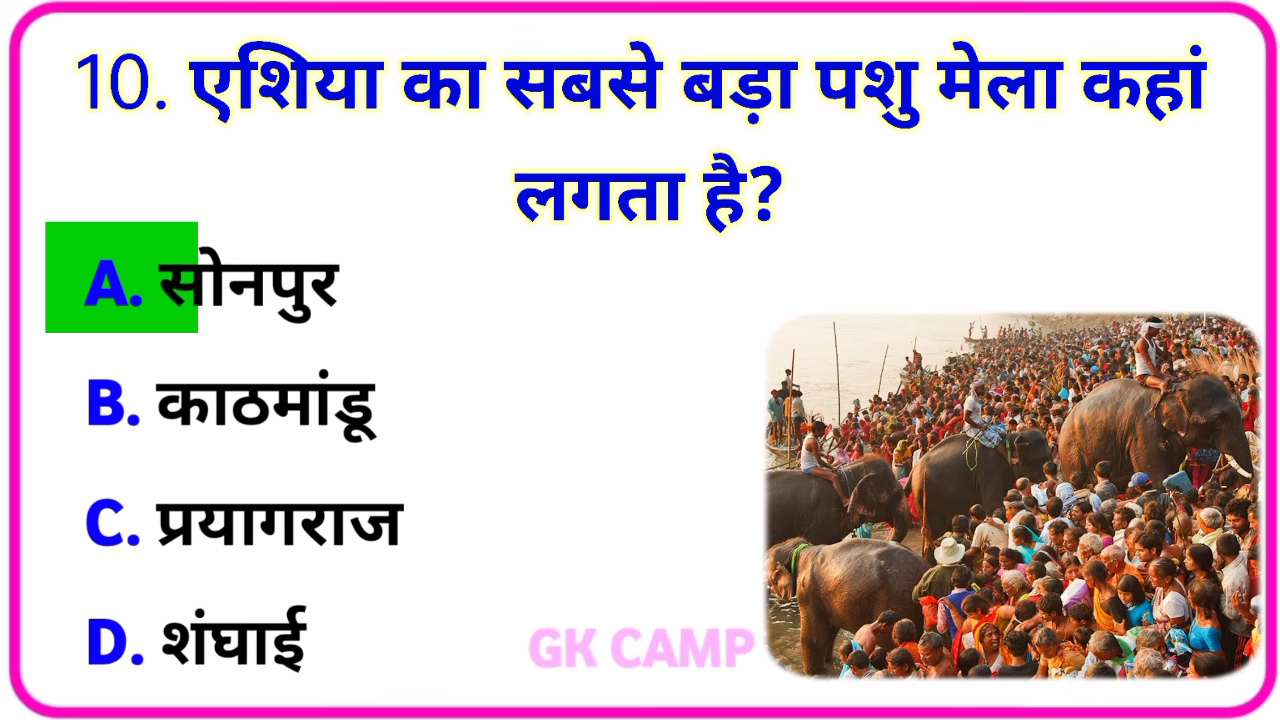 10. एशिया का सबसे बड़ा पशु मेला कहां
लगता है?
A. सोनपुर
B. काठमांडू
C. प्रयागराज
D. शंघाई
GK CAMP